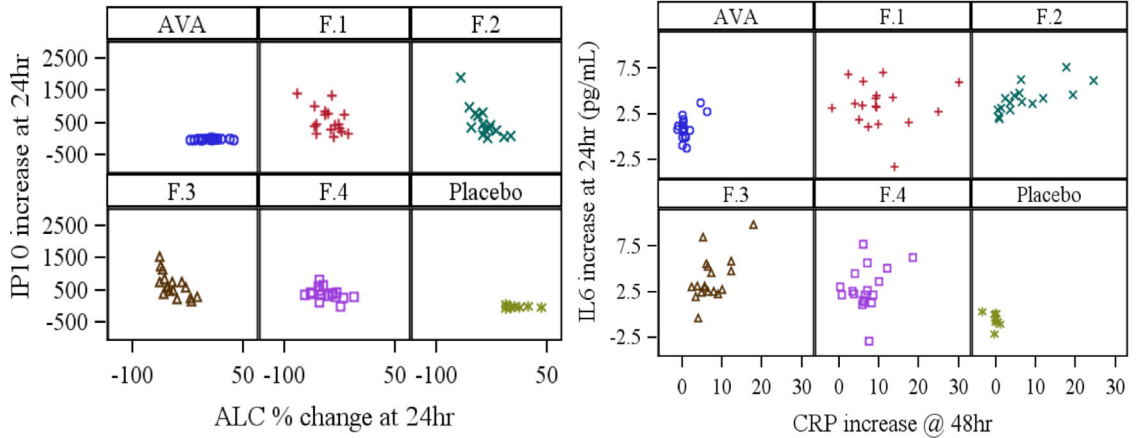 AVA F.1 F.2
2500
1500
500
-500
F.3 F.4 Placebo
2500
1500
500
-500
-100 50 -100 50 -100 50
IP10 increase at 24hr
ALC % change at 24hr
AVA F.1 F.2
7.5
2.5
-2.5
F.3 F.4 Placebo
7.5
2.5
-2.5
0 10 20 30 0 10 20 30 0 10 20 30
IL6 increase at 24hr (pg/mL)
CRP increase @ 48hr